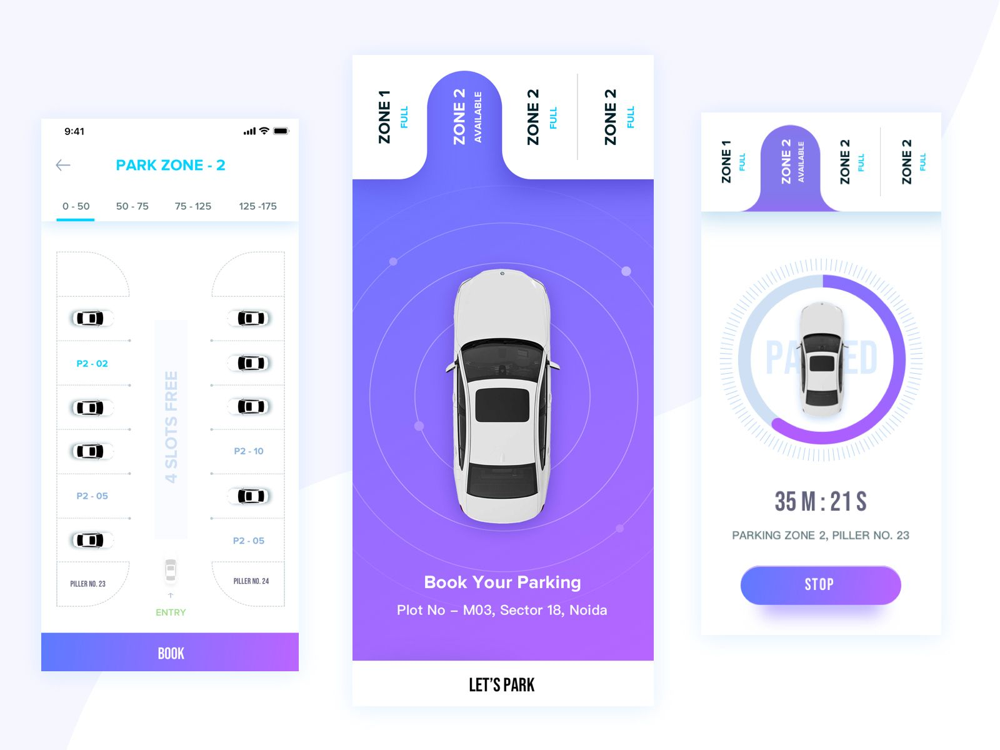 9:41
PARK ZONE - 2
0 - 50
50 - 75
75 - 125
125 -175
P2 - 02
P2 - 05
4 SLOTS FREE
P2 - 10
P2 - 05
PILLER NO. 23
PILLER NO. 24
ENTRY
BOOK
ZONE 1
FULL
ZONE 2
AVAILABLE
ZONE 2
FULL
ZONE 2
FULL
Book Your Parking
Plot No – M03, Sector 18, Noida
LET'S PARK
ZONE 1
FULL
ZONE 2
AVAILABLE
ZONE 2
FULL
ZONE 2
FULL
35 M : 21 S
PARKING ZONE 2, PILLER NO. 23
STOP